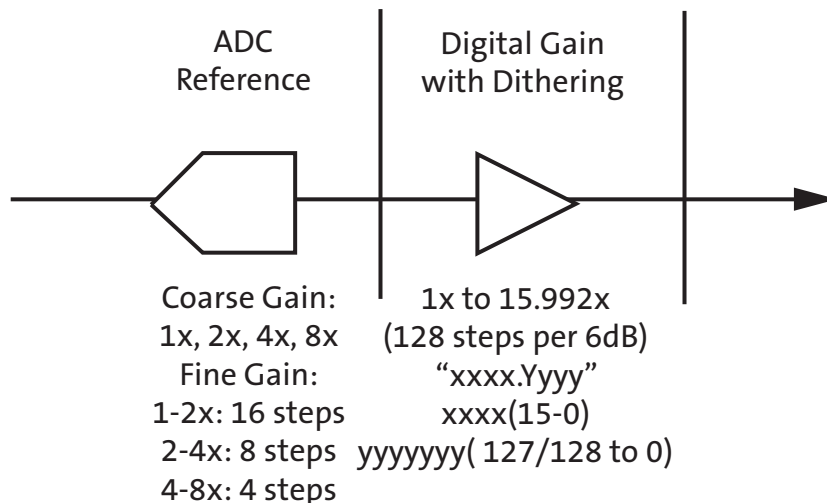 ADC
Reference
Digital Gain
with Dithering
Coarse Gain:
1x, 2x, 4x, 8x
Fine Gain:
1-2x: 16 steps
2-4x: 8 steps
4-8x: 4 steps
1x to 15.992x
(128 steps per 6dB)
“xxxx.Yyyy”
xxxx(15-0)
yyyyyyy( 127/128 to 0)